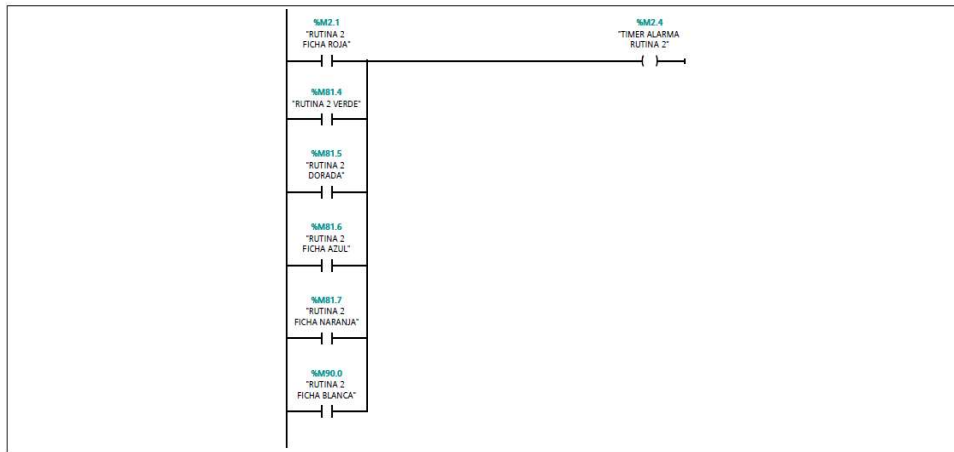 %M2.1
"RUTINA 2
FICHA ROJA"
%M2.4
"TIMER ALARMA
RUTINA 2"
%M81.4
"RUTINA 2 VERDE"
%M81.5
"RUTINA 2
DORADA"
%M81.6
"RUTINA 2
FICHA AZUL"
%M81.7
"RUTINA 2
FICHA NARANJA"
%M90.0
"RUTINA 2
FICHA BLANCA"